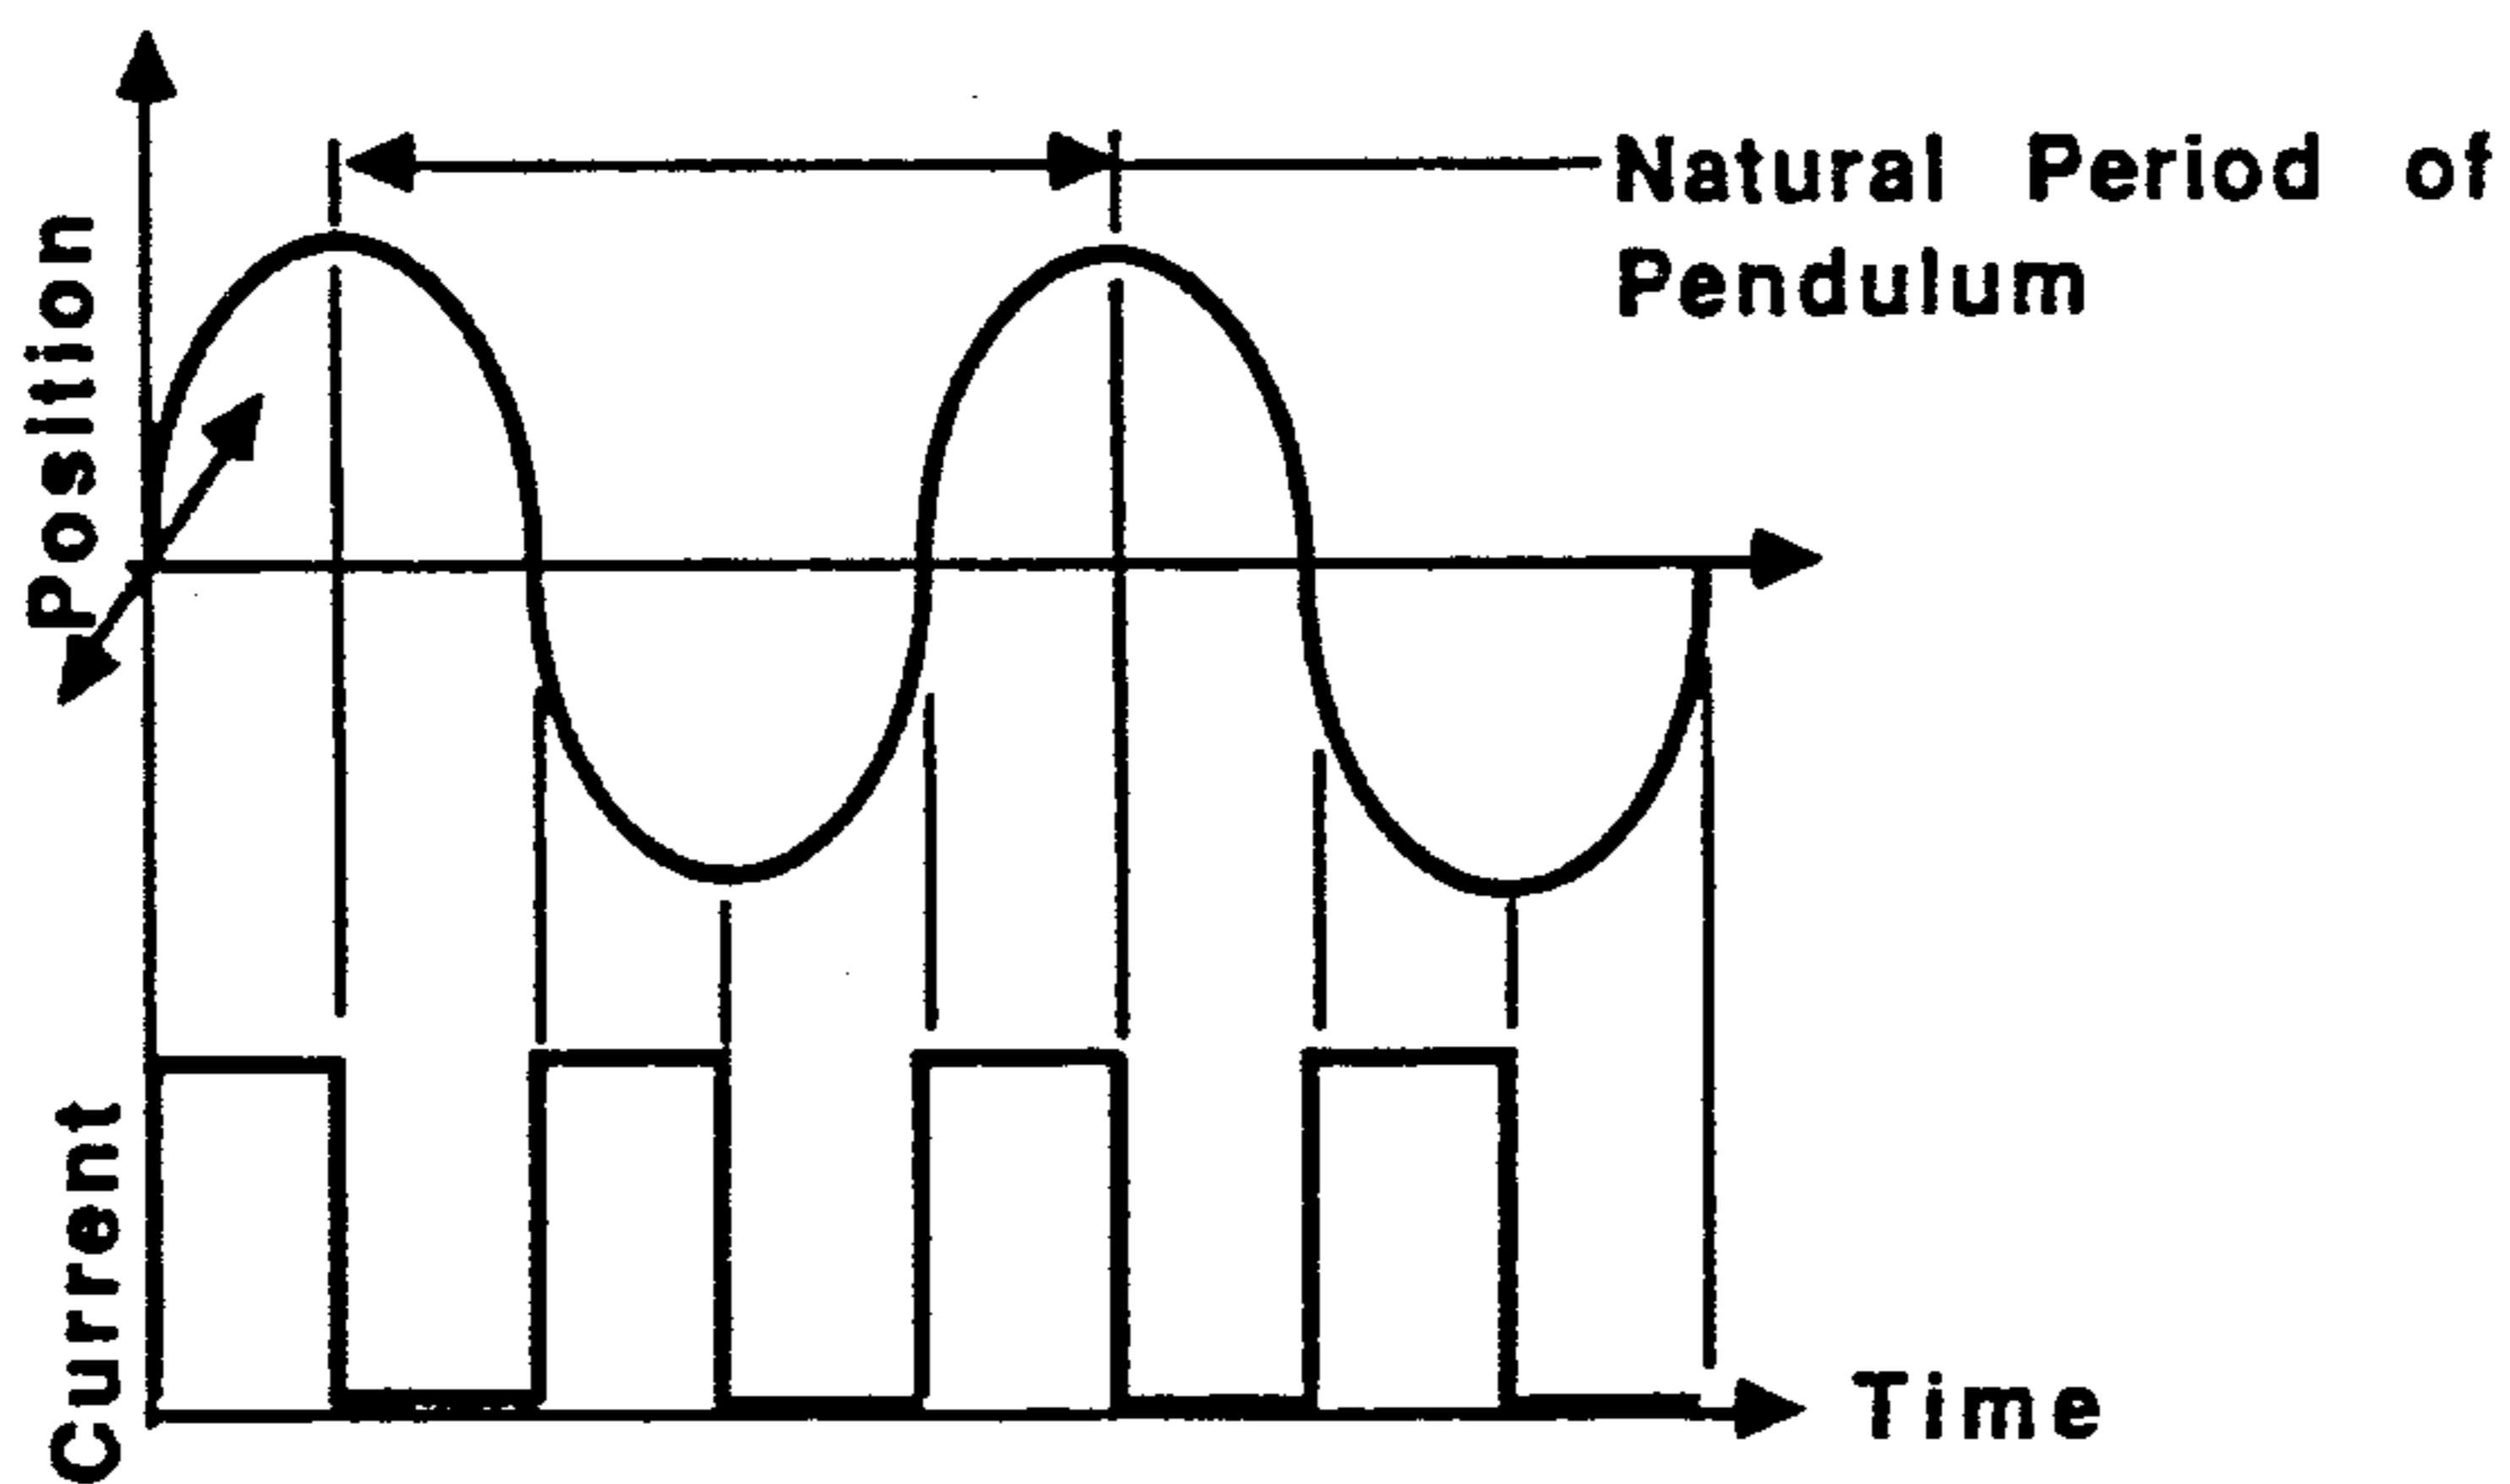 Position
Natural Period of
Pendulum
Current
Time